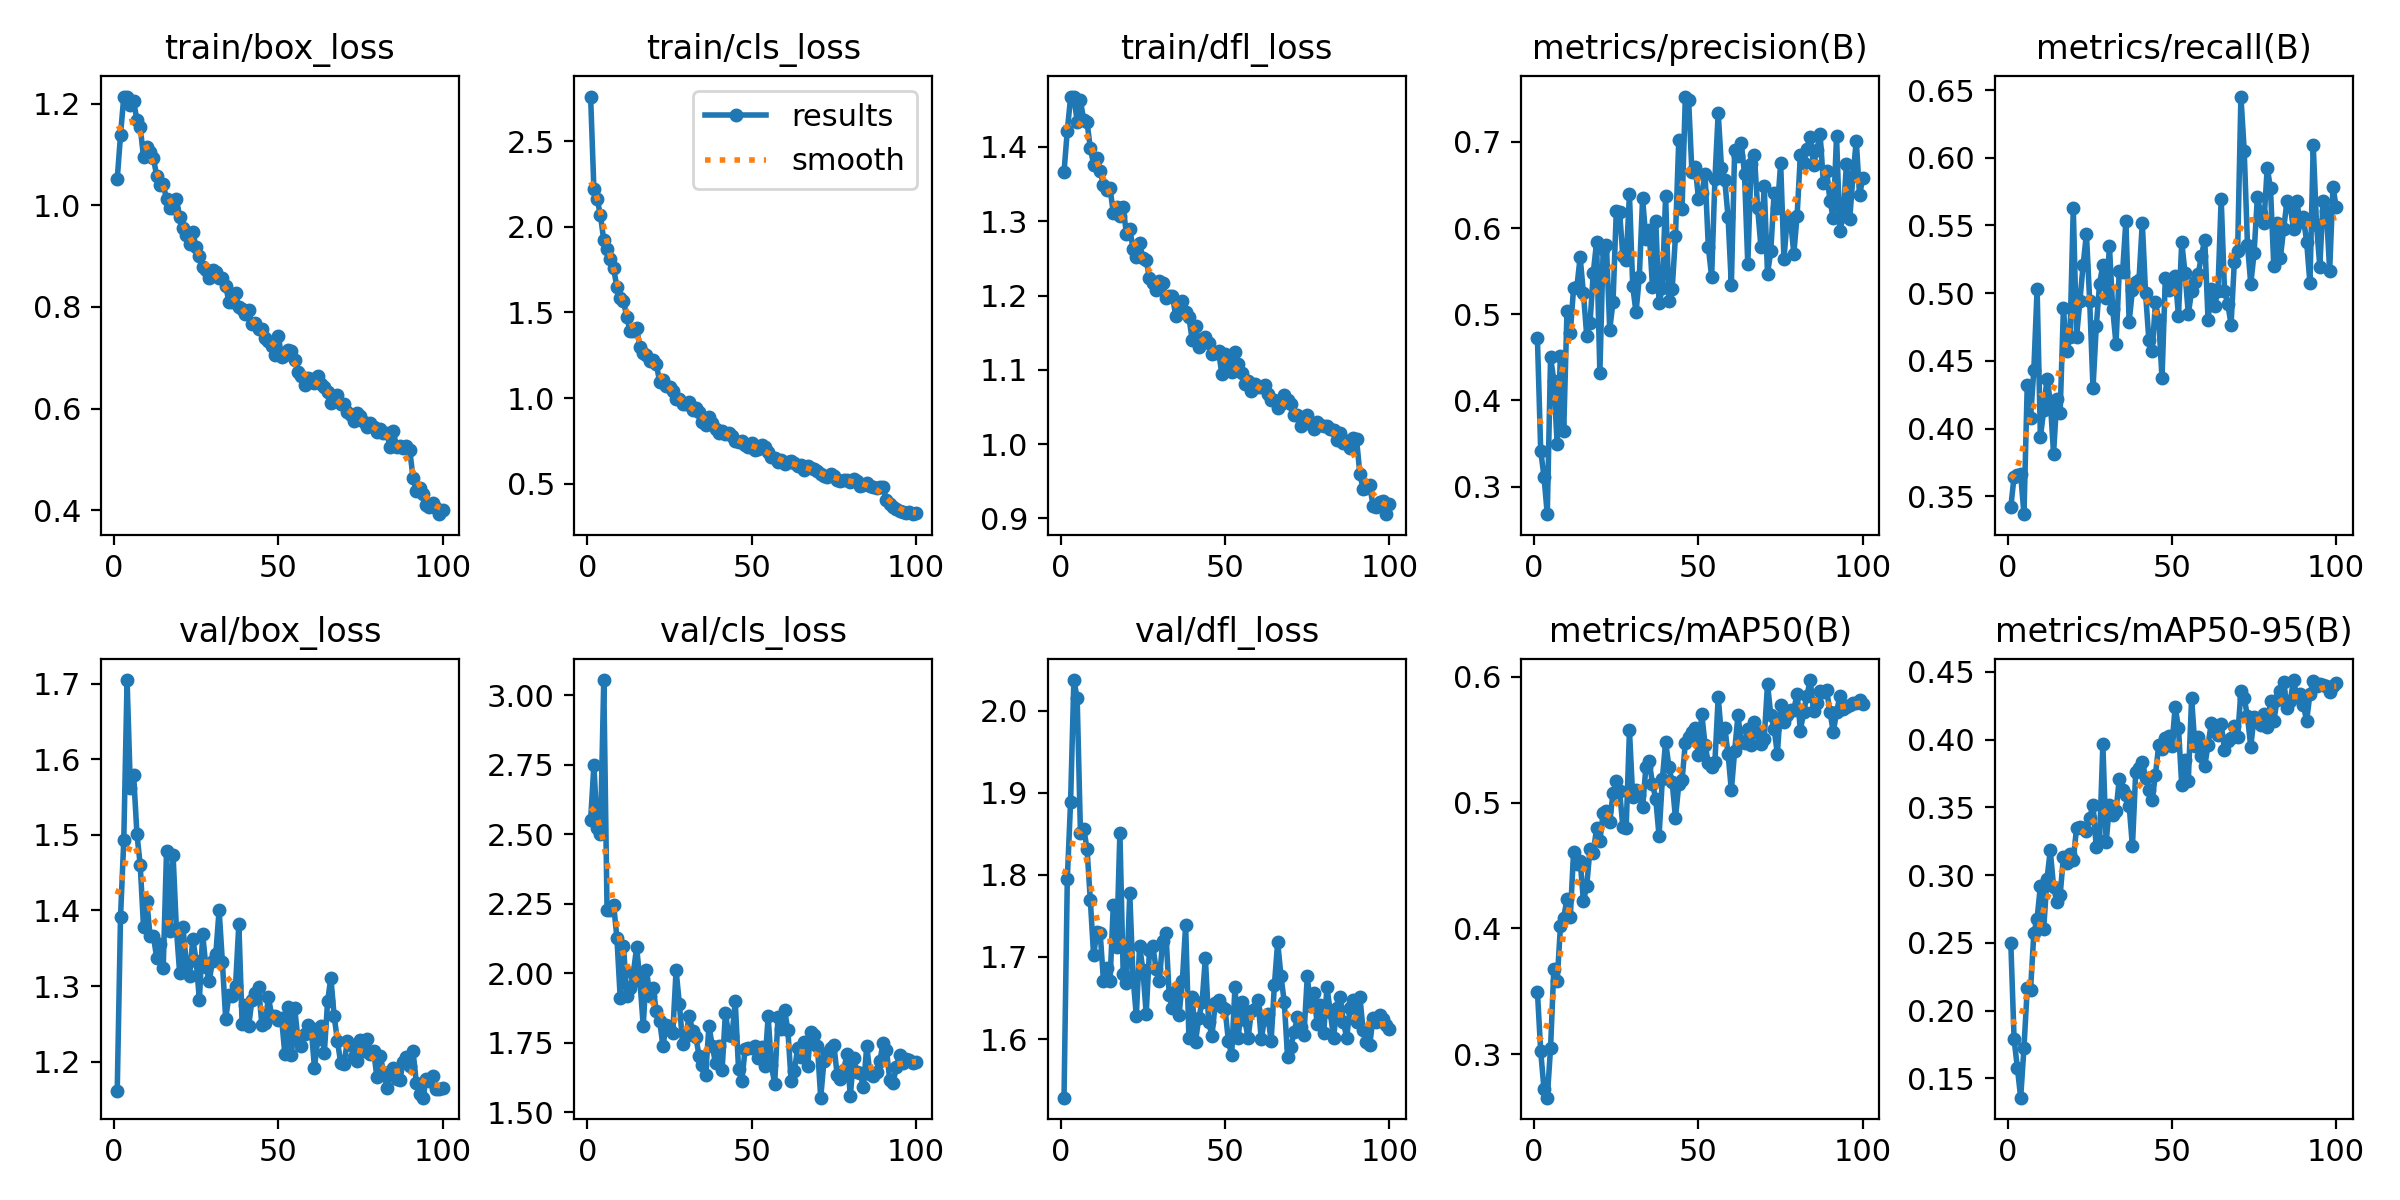 train/box_loss
1.2
1.0
0.8
0.6
0.4
0 50 100
train/cls_loss
results
smooth
2.5
2.0
1.5
1.0
0.5
0 50 100
train/dfl_loss
1.4
1.3
1.2
1.1
1.0
0.9
0 50 100
metrics/precision(B)
0.7
0.6
0.5
0.4
0.3
0 50 100
metrics/recall(B)
0.65
0.60
0.55
0.50
0.45
0.40
0.35
0 50 100
val/box_loss
1.7
1.6
1.5
1.4
1.3
1.2
0 50 100
val/cls_loss
3.00
2.75
2.50
2.25
2.00
1.75
1.50
0 50 100
val/dfl_loss
2.0
1.9
1.8
1.7
1.6
0 50 100
metrics/mAP50(B)
0.6
0.5
0.4
0.3
0 50 100
metrics/mAP50-95(B)
0.45
0.40
0.35
0.30
0.25
0.20
0.15
0 50 100